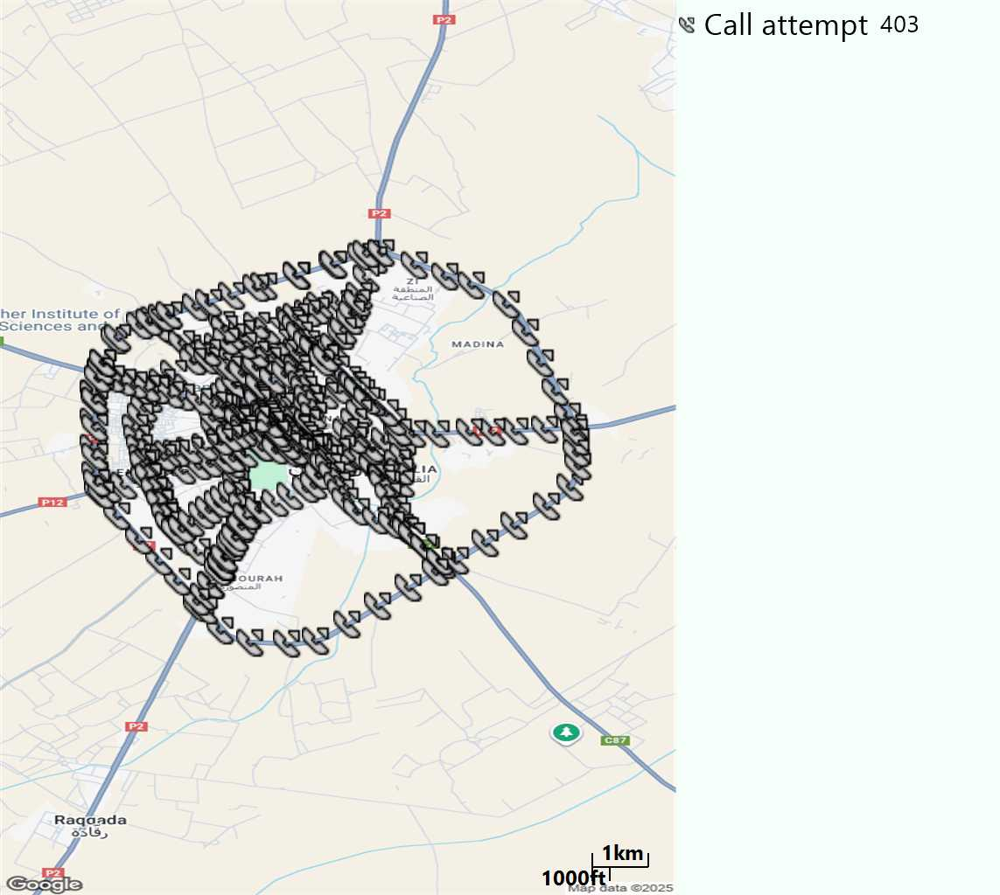 P2
Call attempt 403
P2
ZI
المنطقة
الصناعية
her Institute of
Sciences and
MADINA
P12
OURAH
المنصورة
P2
C87
Raqqada
رقادة
1km
P2
1000ft
Google
Map data ©2025